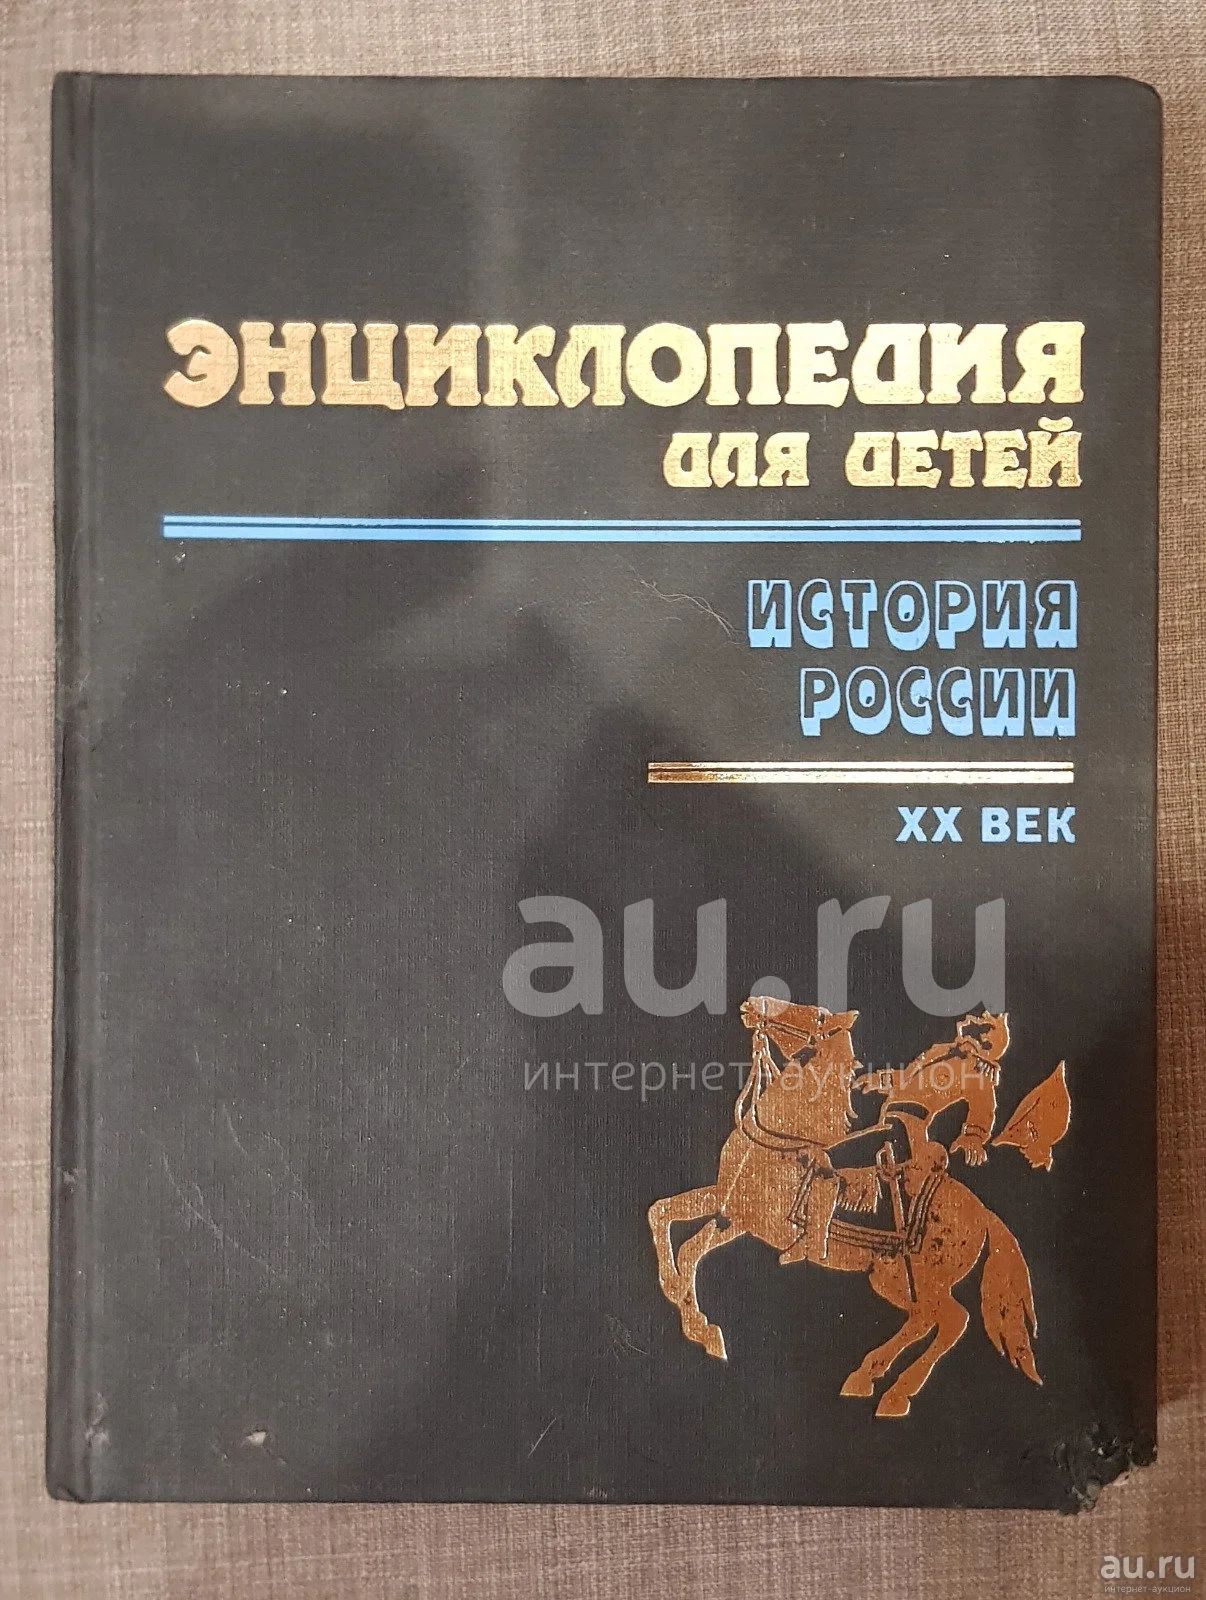 ЭНЦИКЛОПЕДИЯ
ДЛЯ ДЕТЕЙ
ИСТОРИЯ
РОССИИ
XX ВЕК
au.ru
интернет-аукцион
au.ru
интернет-аукцион